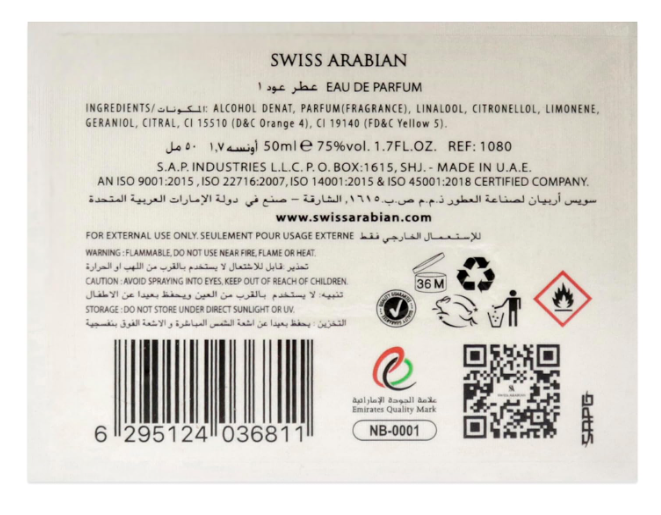 SWISS ARABIAN
عطر عود ١ EAU DE PARFUM
INGREDIENTS/المكونات: ALCOHOL DENAT, PARFUM(FRAGRANCE), LINALOOL, CITRONELLOL, LIMONENE,
GERANIOL, CITRAL, CI 15510 (D&C Orange 4), CI 19140 (FD&C Yellow 5).
٥٠ مل ١,٧ أونسه 50ml ℮ 75%vol. 1.7FL.OZ. REF: 1080
S.A.P. INDUSTRIES L.L.C. P. O. BOX:1615, SHJ. - MADE IN U.A.E.
AN ISO 9001:2015 , ISO 22716:2007, ISO 14001:2015 & ISO 45001:2018 CERTIFIED COMPANY.
سويس أربيان لصناعة العطور ذ.م.م ص.ب. ١٦١٥، الشارقة – صنع في دولة الإمارات العربية المتحدة
www.swissarabian.com
FOR EXTERNAL USE ONLY. SEULEMENT POUR USAGE EXTERNE للإستعمال الخارجي فقط
WARNING : FLAMMABLE, DO NOT USE NEAR FIRE, FLAME OR HEAT.
تحذير: قابل للاشتعال لا يستخدم بالقرب من اللهب او الحرارة
CAUTION : AVOID SPRAYING INTO EYES, KEEP OUT OF REACH OF CHILDREN.
تنبيه: لا يستخدم بالقرب من العين ويحفظ بعيدا عن الاطفال
STORAGE : DO NOT STORE UNDER DIRECT SUNLIGHT OR UV.
التخزين: يحفظ بعيدا عن اشعة الشمس المباشرة و الاشعة الفوق بنفسجية
36 M
علامة الجودة الإماراتية
Emirates Quality Mark
NB-0001
6 295124 036811
SAPG